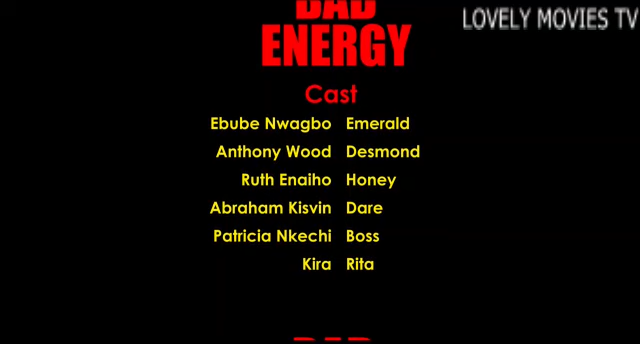 LOVELY MOVIES TV
BAD
ENERGY
Cast
Ebube Nwagbo Emerald
Anthony Wood Desmond
Ruth Enaiho Honey
Abraham Kisvin Dare
Patricia Nkechi Boss
Kira Rita